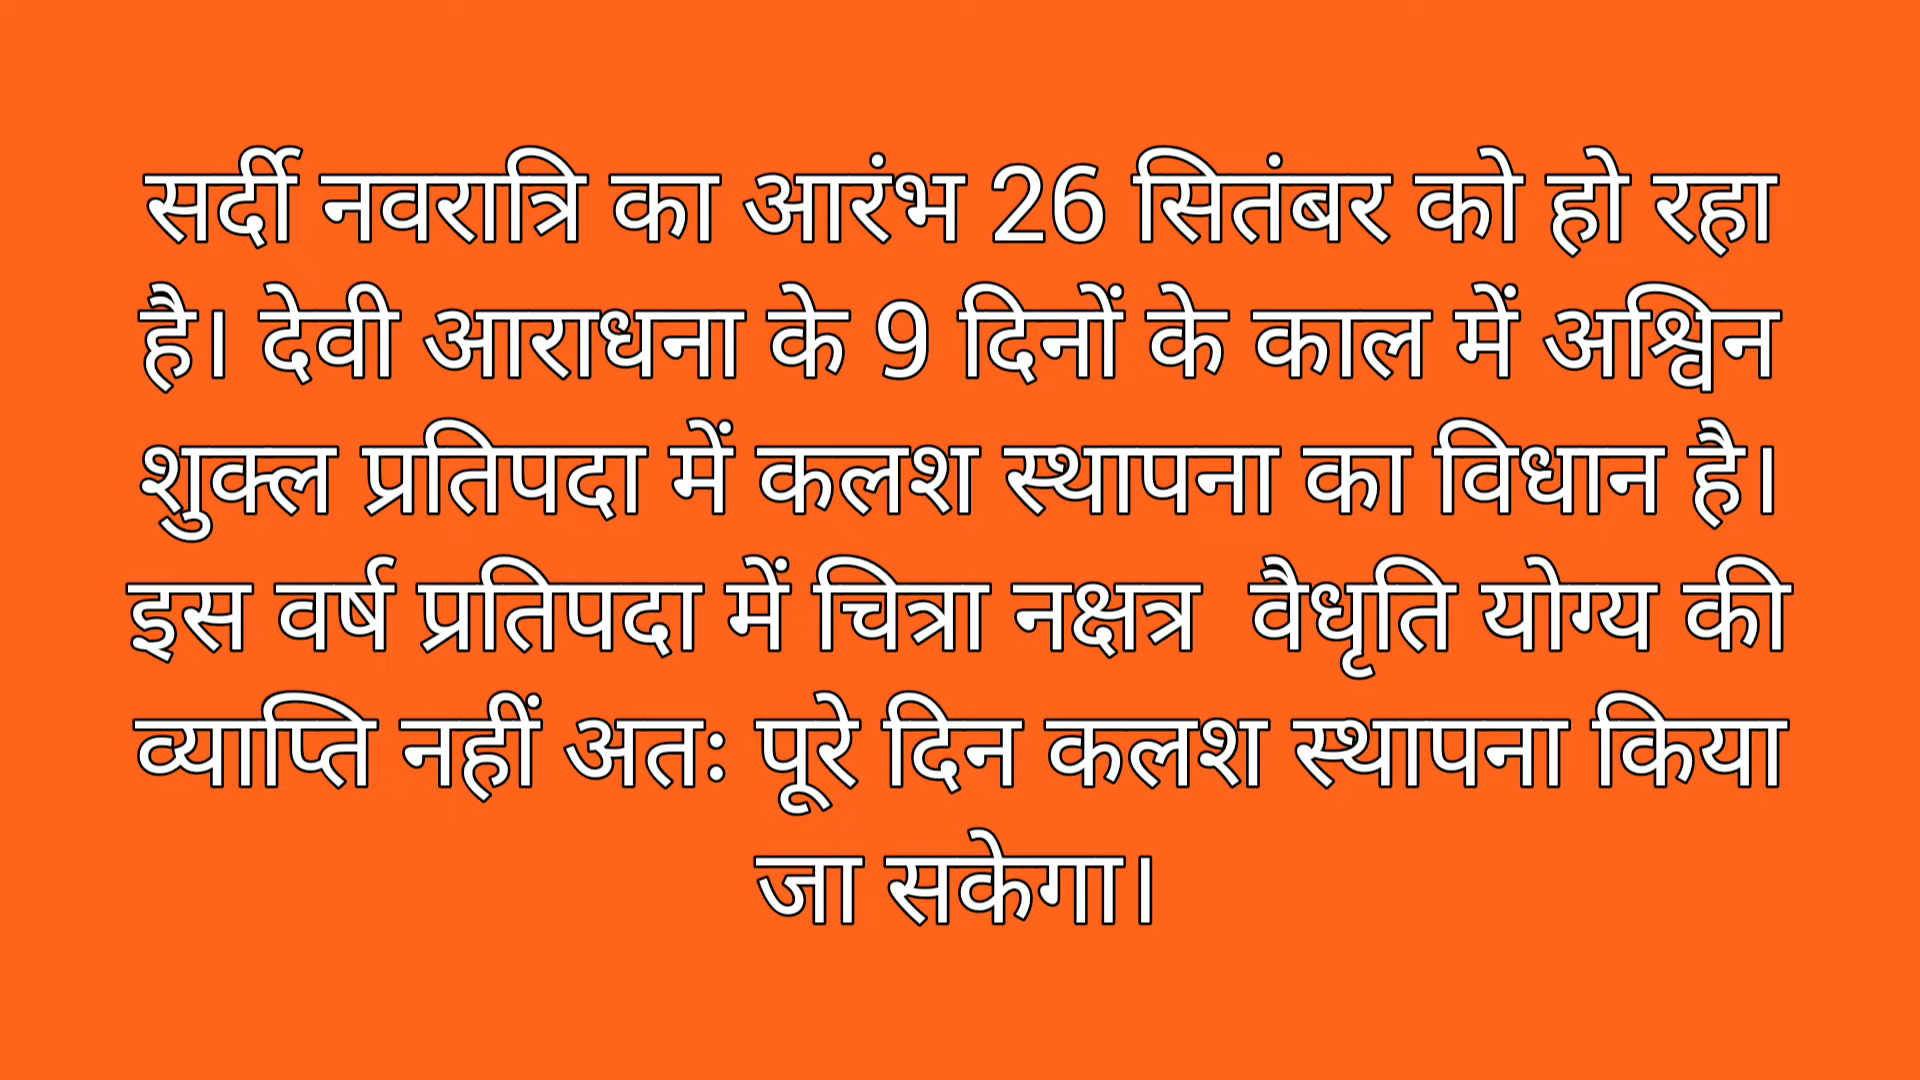 सर्दी नवरात्रि का आरंभ 26 सितंबर को हो रहा
है। देवी आराधना के 9 दिनों के काल में अश्विन
शुक्ल प्रतिपदा में कलश स्थापना का विधान है।
इस वर्ष प्रतिपदा में चित्रा नक्षत्र  वैधृति योग्य की
व्याप्ति नहीं अतः पूरे दिन कलश स्थापना किया
जा सकेगा।